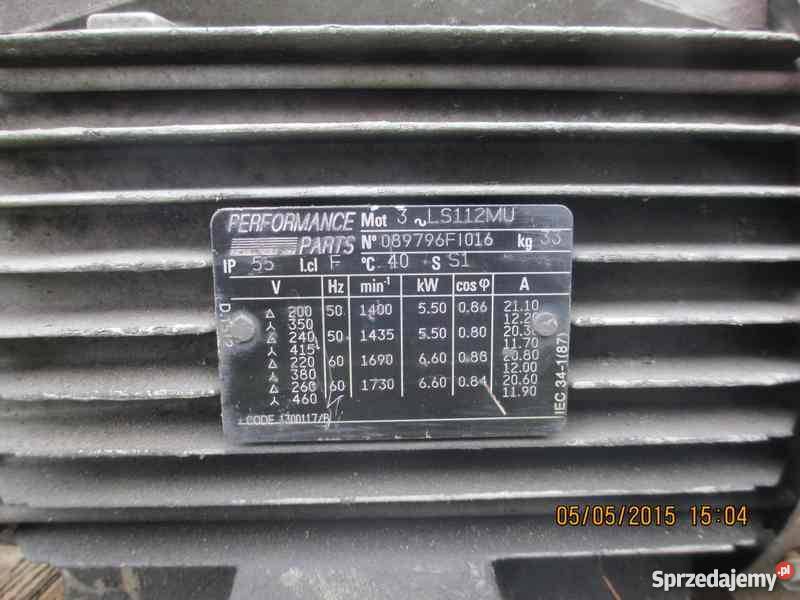 PERFORMANCE PARTS
Mot 3 ~ LS112MU
N° 089796FI016 kg 33
IP 55 I.cl F °C 40 S S1
V Hz min⁻¹ kW cos φ A
△ 200 50 1400 5.50 0.86 21.10
⅄ 350 12.20
△ 240 50 1435 5.50 0.80 20.30
⅄ 415 11.70
△ 220 60 1690 6.60 0.88 20.80
⅄ 380 12.00
△ 260 60 1730 6.60 0.84 20.60
⅄ 460 11.90
CODE 1300117/B
IEC 34-1(87)
05/05/2015 15:04
Sprzedajemy.pl